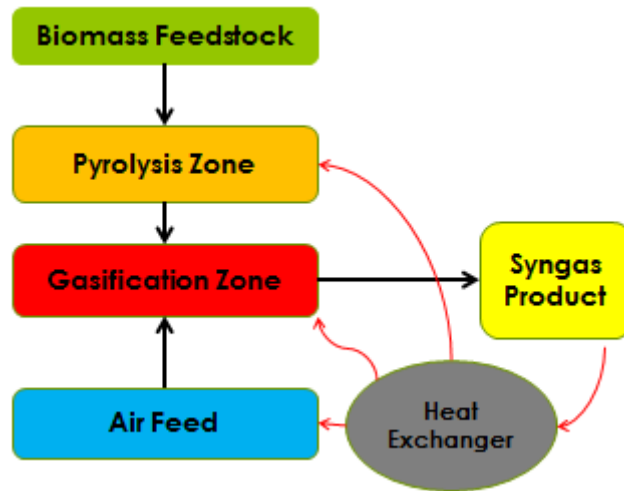 Biomass Feedstock
Pyrolysis Zone
Gasification Zone
Syngas
Product
Air Feed
Heat
Exchanger